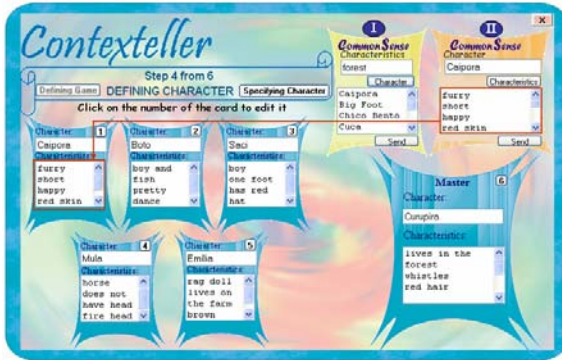 Contexteller
Step 4 from 6
Defining Game
DEFINING CHARACTER
Specifying Character
Click on the number of the card to edit it
I
Common Sense
Characteristics
forest
Character
Caipora
Big Foot
Chico Bento
Cuca
Send
II
Common Sense
Character
Caipora
Characteristics
furry
short
happy
red skin
Send
x
Character:
1
Caipora
Characteristics:
furry
short
happy
red skin
Character:
2
Boto
Characteristics:
boy and
fish
pretty
dance
Character:
3
Saci
Characteristics:
boy
one foot
has red
hat
Character:
4
Mula
Characteristics:
horse
does not
have head
fire head
Character:
5
Emilia
Characteristics:
rag doll
lives on
the farm
brown
Master
6
Character:
Curupira
Characteristics:
lives in the
forest
whistles
red hair